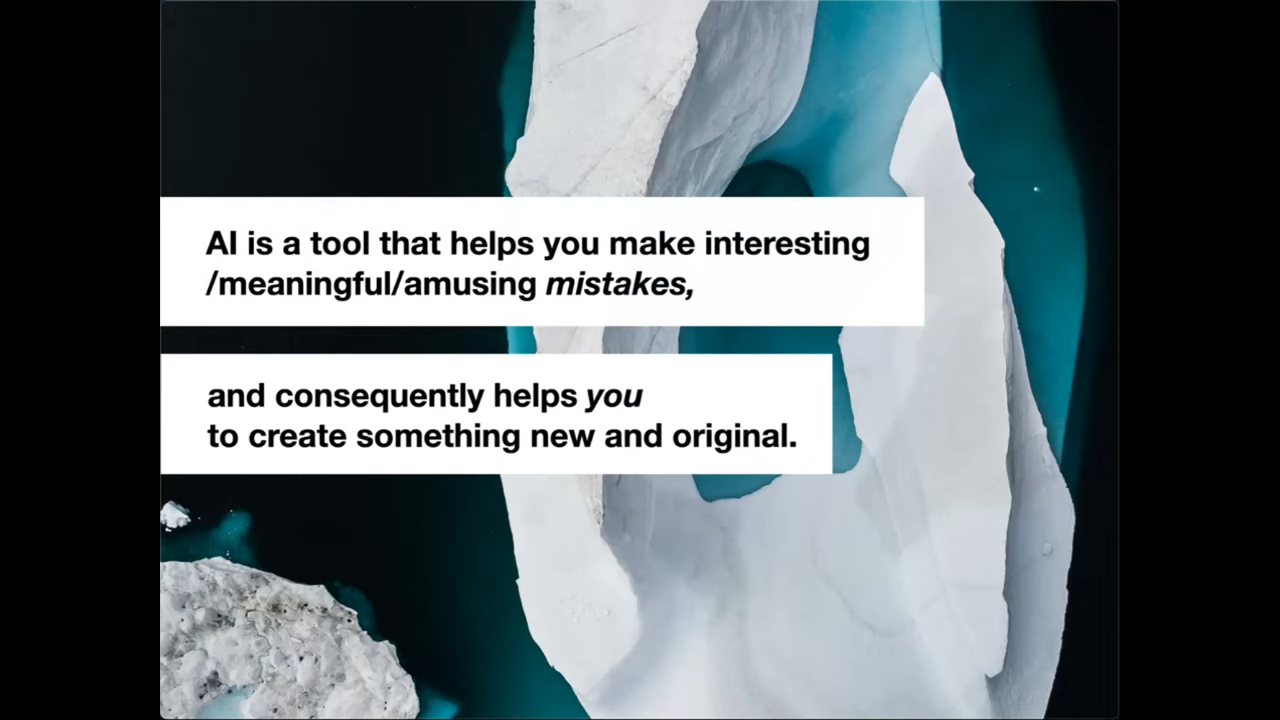 AI is a tool that helps you make interesting
/meaningful/amusing mistakes,
and consequently helps you
to create something new and original.